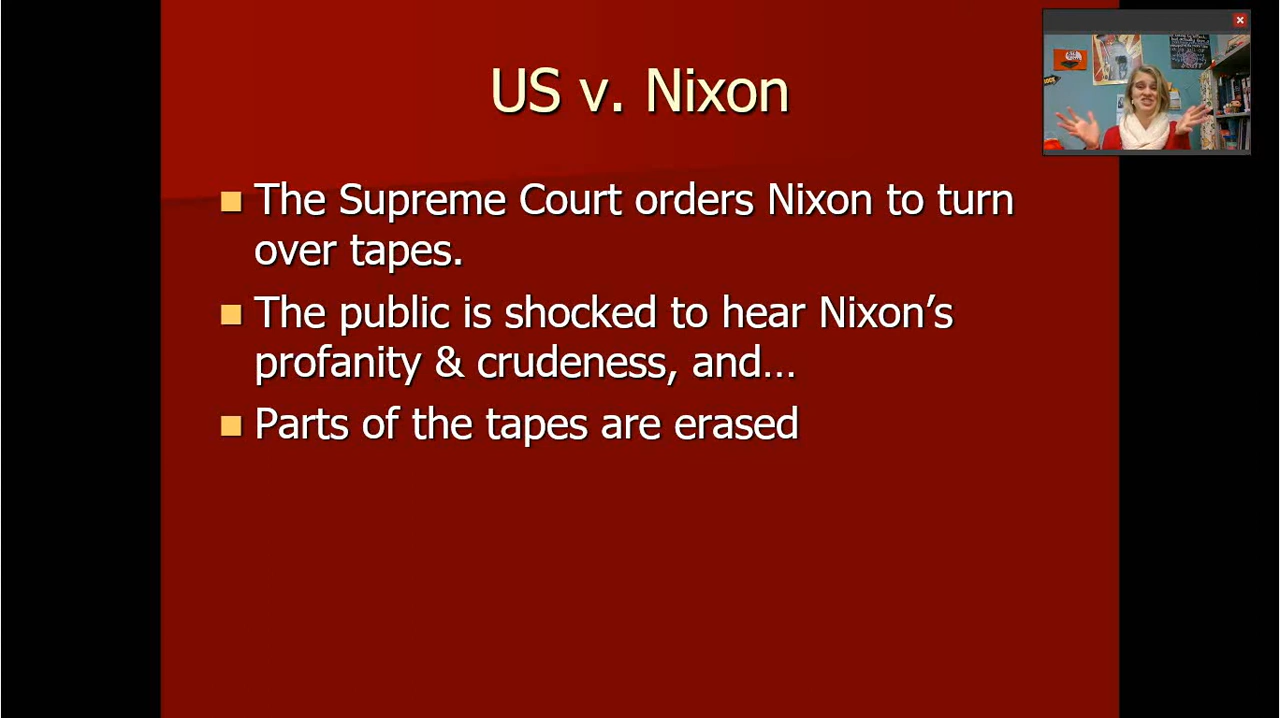 US v. Nixon
The Supreme Court orders Nixon to turn
over tapes.
The public is shocked to hear Nixon’s
profanity & crudeness, and…
Parts of the tapes are erased